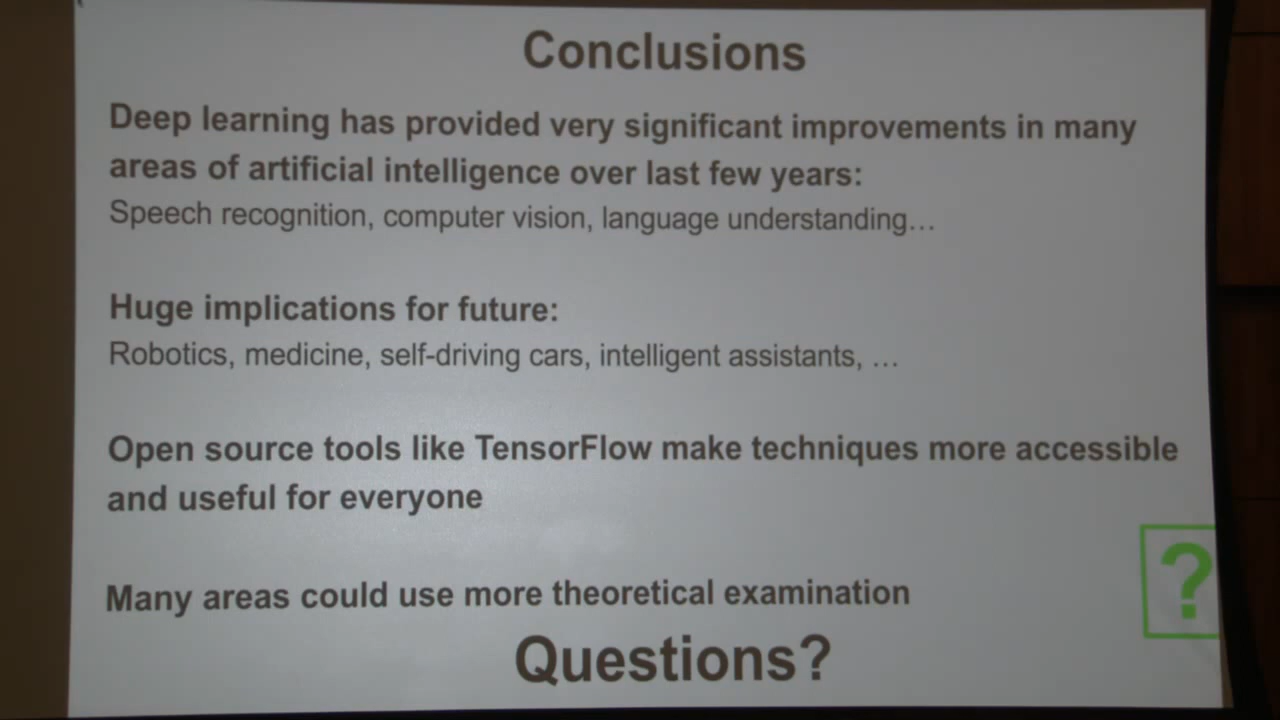 Conclusions
Deep learning has provided very significant improvements in many
areas of artificial intelligence over last few years:
Speech recognition, computer vision, language understanding…
Huge implications for future:
Robotics, medicine, self-driving cars, intelligent assistants, …
Open source tools like TensorFlow make techniques more accessible
and useful for everyone
Many areas could use more theoretical examination
?
Questions?